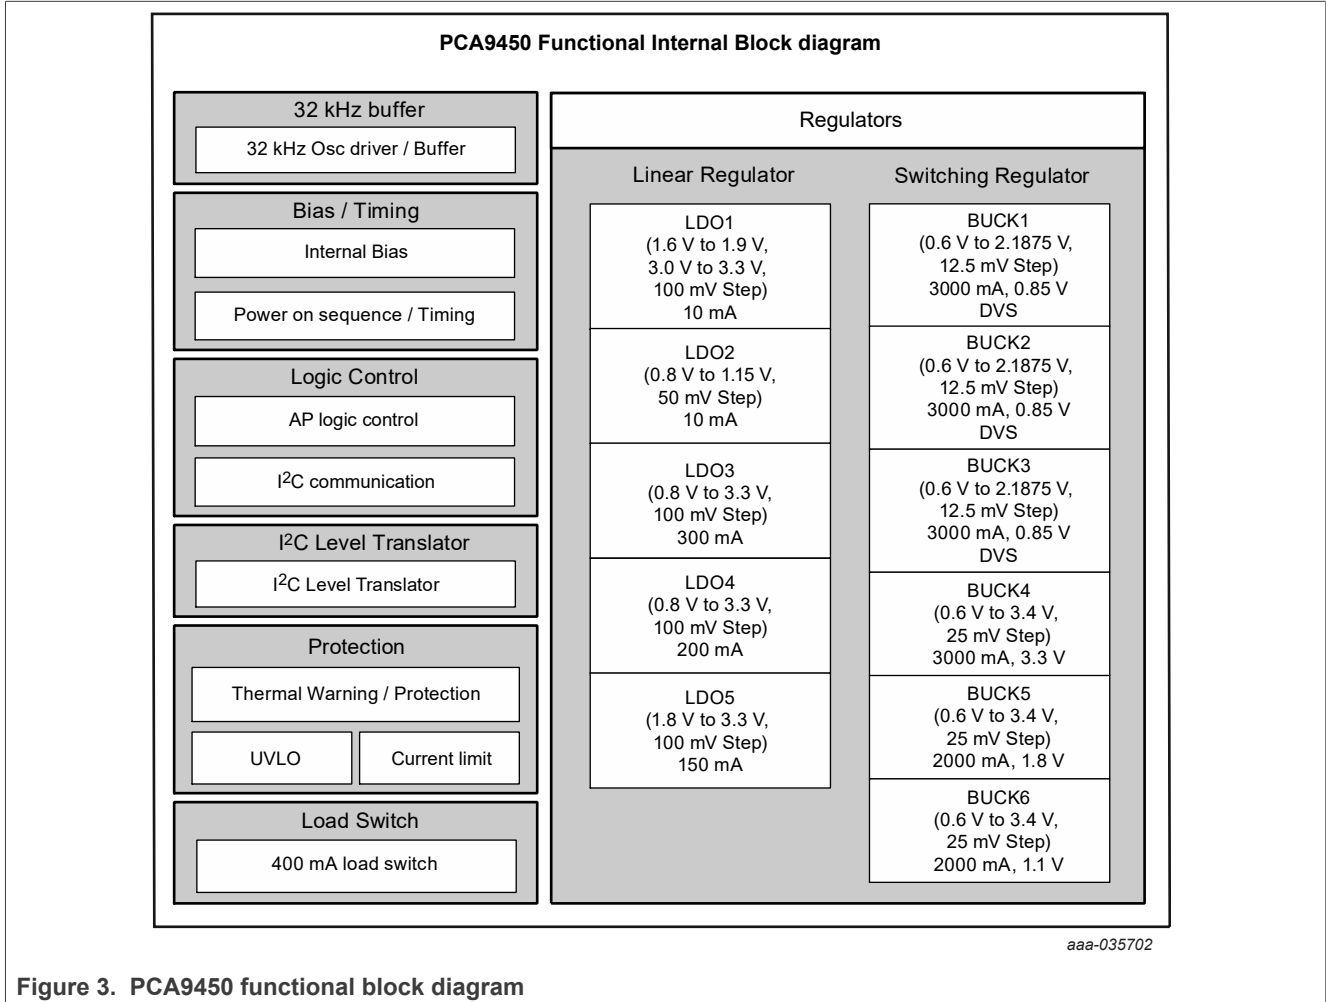 PCA9450 Functional Internal Block diagram
32 kHz buffer
32 kHz Osc driver / Buffer
Bias / Timing
Internal Bias
Power on sequence / Timing
Logic Control
AP logic control
I2C communication
I2C Level Translator
I2C Level Translator
Protection
Thermal Warning / Protection
UVLO
Current limit
Load Switch
400 mA load switch
Regulators
Linear Regulator
LDO1
(1.6 V to 1.9 V,
3.0 V to 3.3 V,
100 mV Step)
10 mA
LDO2
(0.8 V to 1.15 V,
50 mV Step)
10 mA
LDO3
(0.8 V to 3.3 V,
100 mV Step)
300 mA
LDO4
(0.8 V to 3.3 V,
100 mV Step)
200 mA
LDO5
(1.8 V to 3.3 V,
100 mV Step)
150 mA
Switching Regulator
BUCK1
(0.6 V to 2.1875 V,
12.5 mV Step)
3000 mA, 0.85 V
DVS
BUCK2
(0.6 V to 2.1875 V,
12.5 mV Step)
3000 mA, 0.85 V
DVS
BUCK3
(0.6 V to 2.1875 V,
12.5 mV Step)
3000 mA, 0.85 V
DVS
BUCK4
(0.6 V to 3.4 V,
25 mV Step)
3000 mA, 3.3 V
BUCK5
(0.6 V to 3.4 V,
25 mV Step)
2000 mA, 1.8 V
BUCK6
(0.6 V to 3.4 V,
25 mV Step)
2000 mA, 1.1 V
aaa-035702
Figure 3. PCA9450 functional block diagram